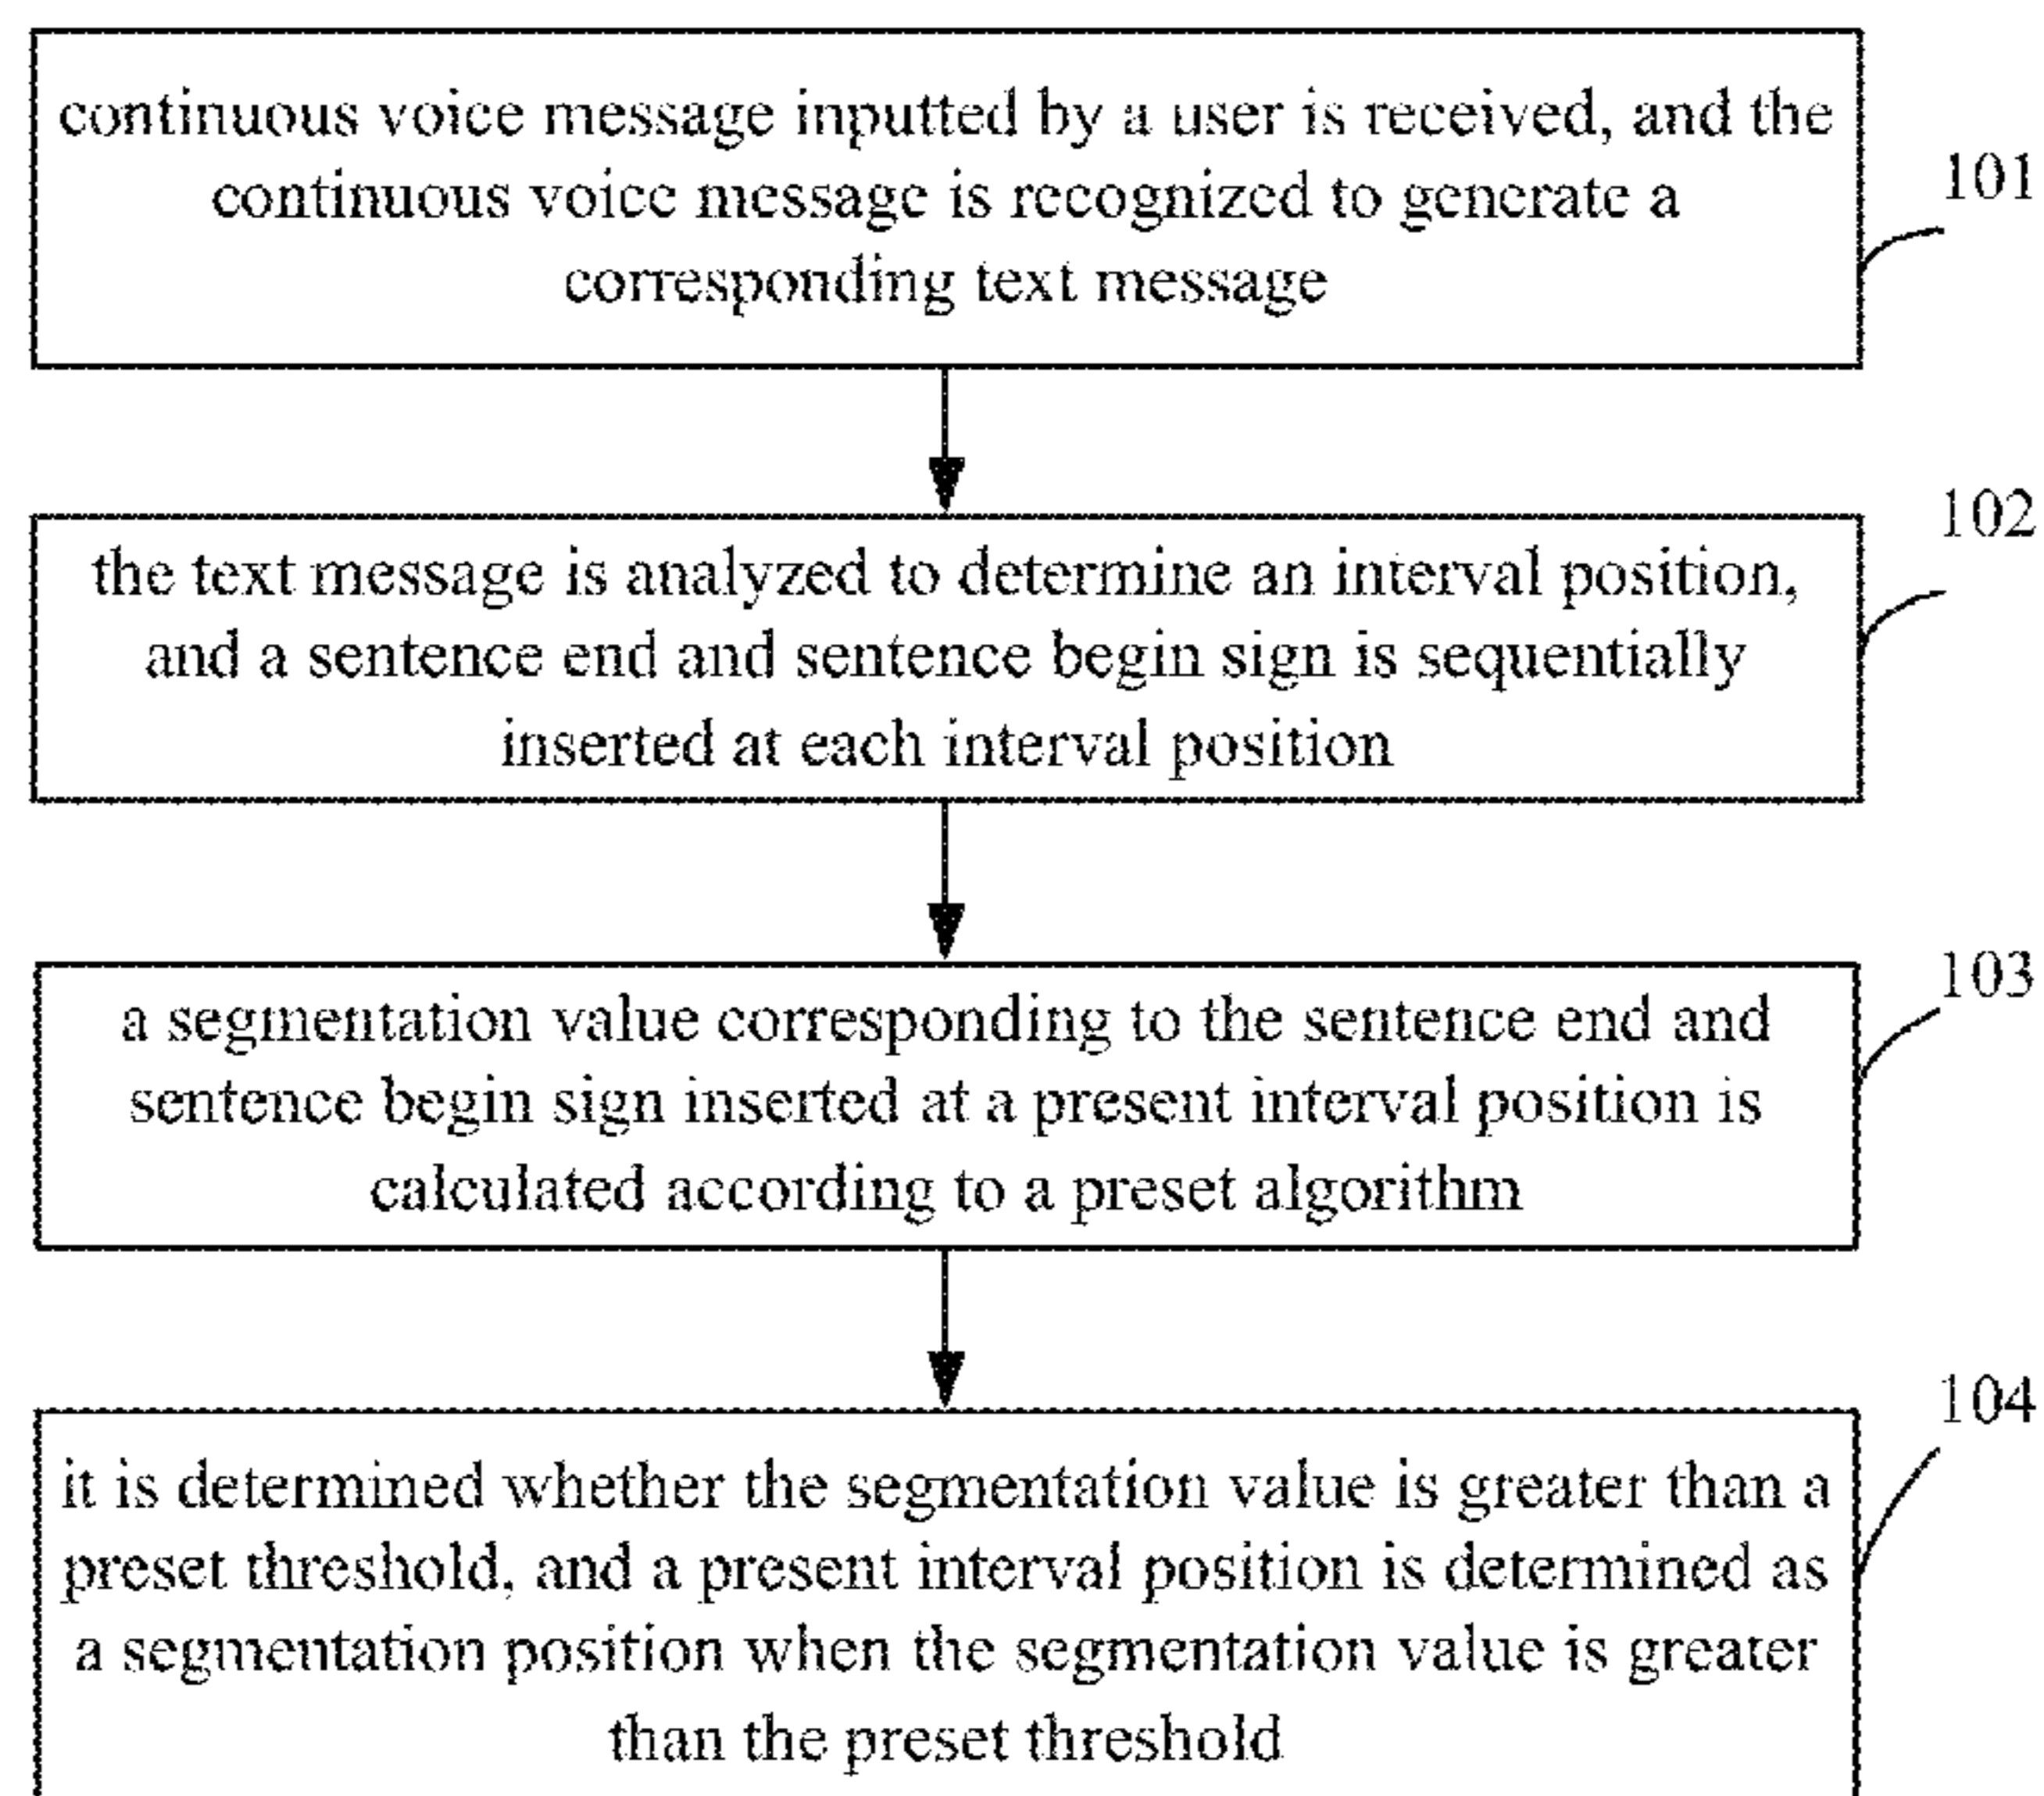 continuous voice message inputted by a user is received, and the
continuous voice message is recognized to generate a
corresponding text message
101
the text message is analyzed to determine an interval position,
and a sentence end and sentence begin sign is sequentially
inserted at each interval position
102
a segmentation value corresponding to the sentence end and
sentence begin sign inserted at a present interval position is
calculated according to a preset algorithm
103
it is determined whether the segmentation value is greater than a
preset threshold, and a present interval position is determined as
a segmentation position when the segmentation value is greater
than the preset threshold
104